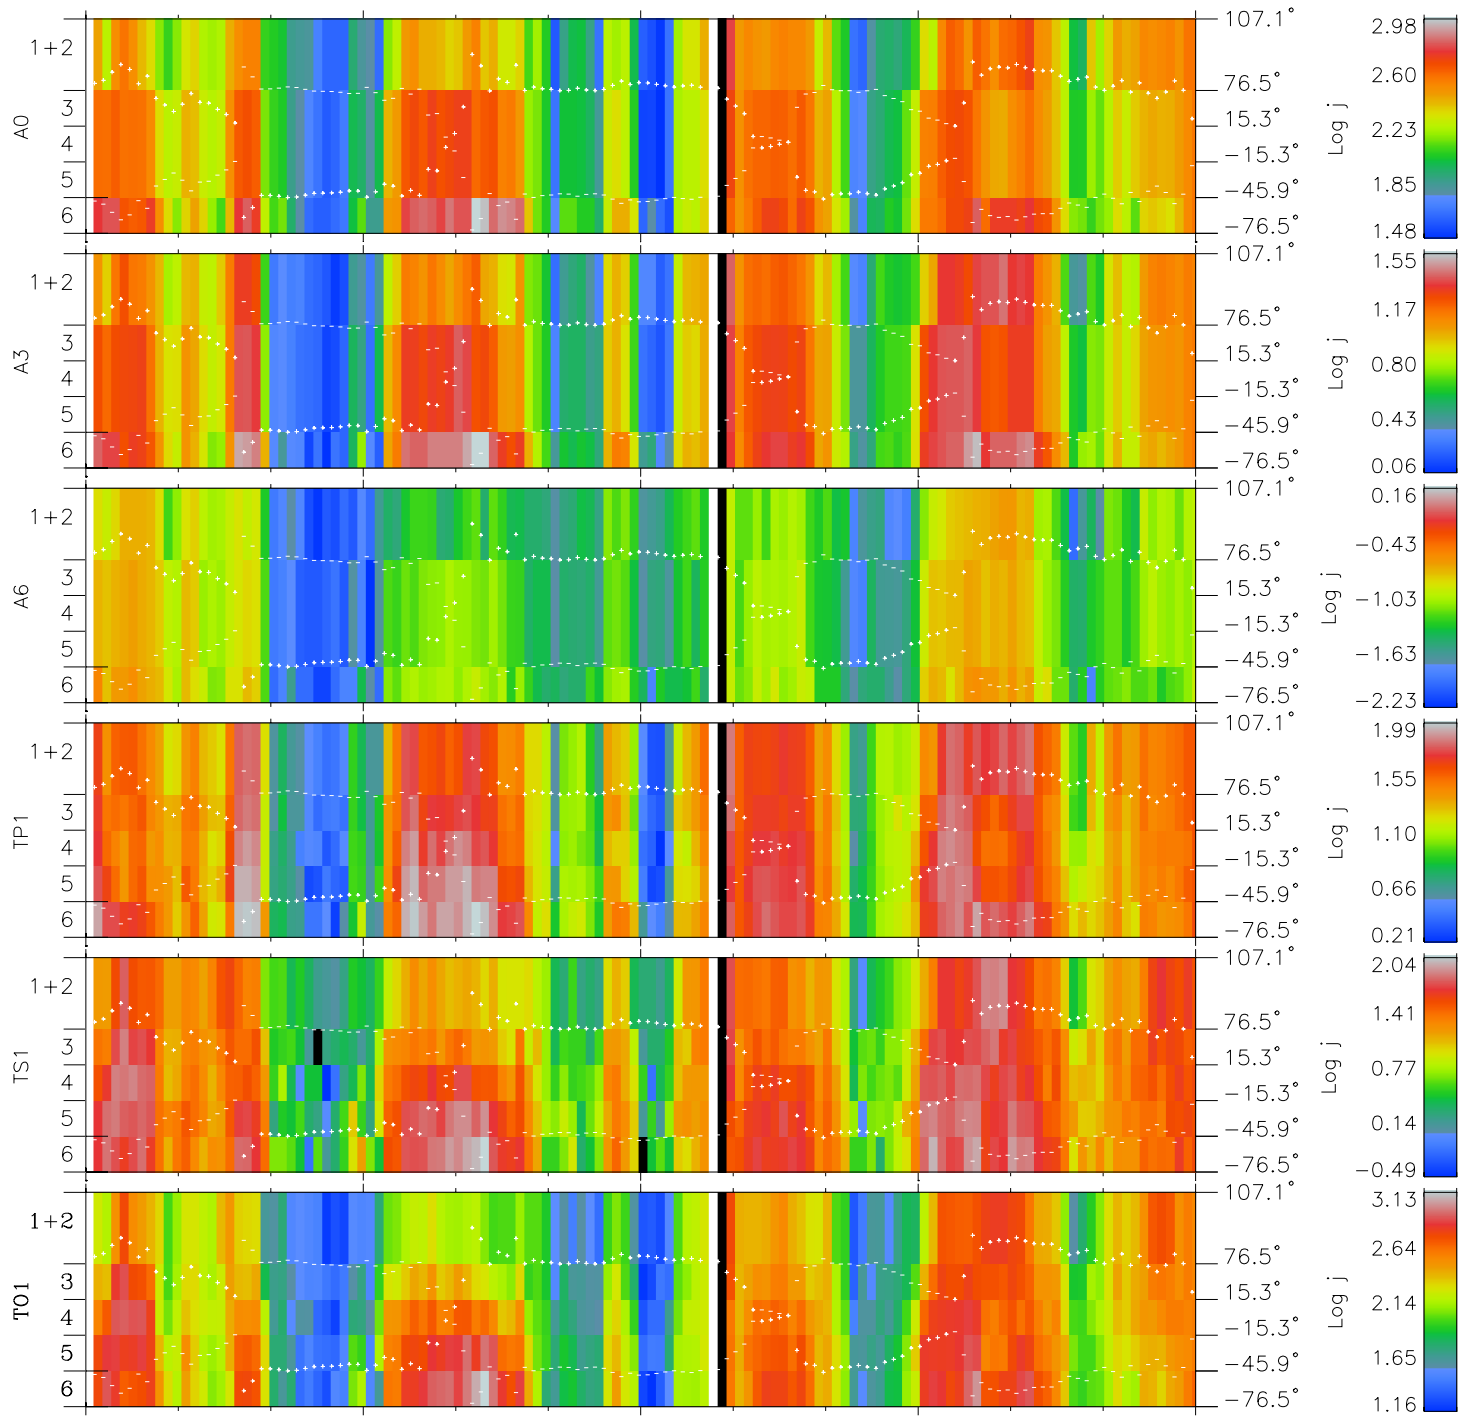 A0 1+2 3 4 5 6 107.1° 76.5° 15.3° −15.3° −45.9° −76.5° Log j 2.98 2.60 2.23 1.85 1.48
A3 1+2 3 4 5 6 107.1° 76.5° 15.3° −15.3° −45.9° −76.5° Log j 1.55 1.17 0.80 0.43 0.06
A6 1+2 3 4 5 6 107.1° 76.5° 15.3° −15.3° −45.9° −76.5° Log j 0.16 −0.43 −1.03 −1.63 −2.23
TP1 1+2 3 4 5 6 107.1° 76.5° 15.3° −15.3° −45.9° −76.5° Log j 1.99 1.55 1.10 0.66 0.21
TS1 1+2 3 4 5 6 107.1° 76.5° 15.3° −15.3° −45.9° −76.5° Log j 2.04 1.41 0.77 0.14 −0.49
TO1 1+2 3 4 5 6 107.1° 76.5° 15.3° −15.3° −45.9° −76.5° Log j 3.13 2.64 2.14 1.65 1.16